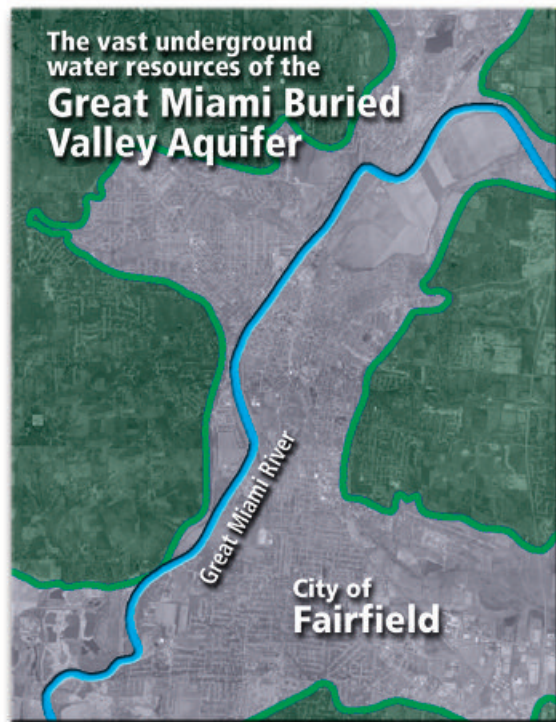 The vast underground
water resources of the
Great Miami Buried
Valley Aquifer
Great Miami River
City of
Fairfield